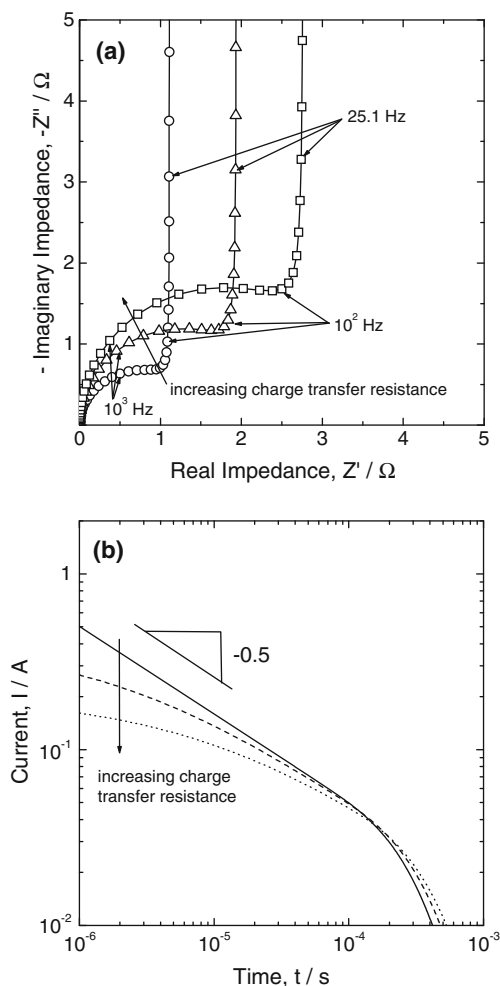 (a)
5
4
3
2
1
- Imaginary Impedance, -Z'' / Ω
25.1 Hz
10² Hz
10³ Hz
increasing charge transfer resistance
0 1 2 3 4 5
Real Impedance, Z' / Ω
(b)
1
10⁻¹
10⁻²
Current, I / A
-0.5
increasing charge
transfer resistance
10⁻⁶ 10⁻⁵ 10⁻⁴ 10⁻³
Time, t / s